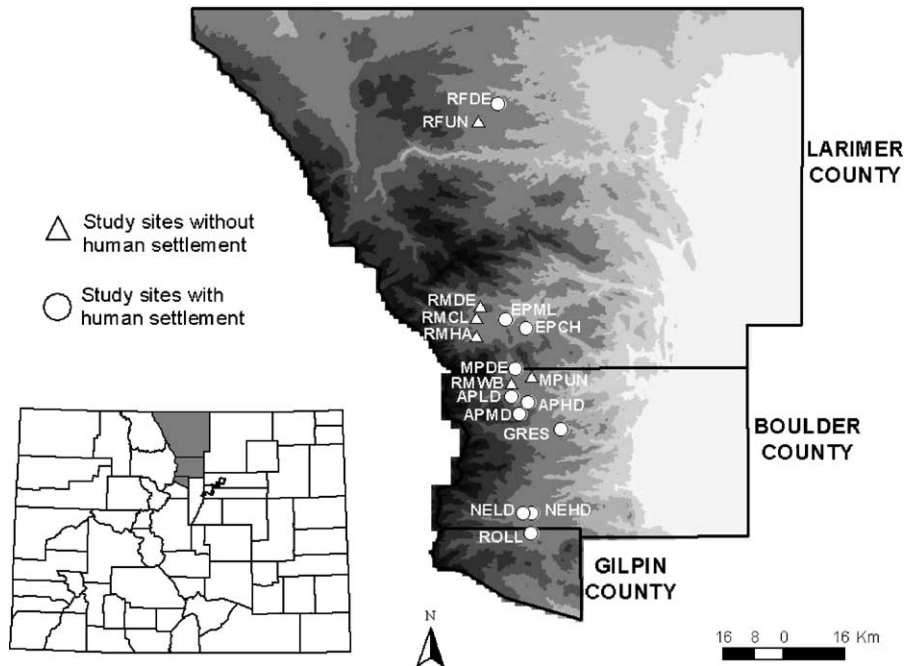 RFDE
RFUN
LARIMER
COUNTY
Study sites without
human settlement
Study sites with
human settlement
RMDE
RMCL
RMHA
EPML
EPCH
MPDE
RMWB
MPUN
APLD
APHD
APMD
GRES
BOULDER
COUNTY
NELD
NEHD
ROLL
GILPIN
COUNTY
N
16 8 0 16 Km